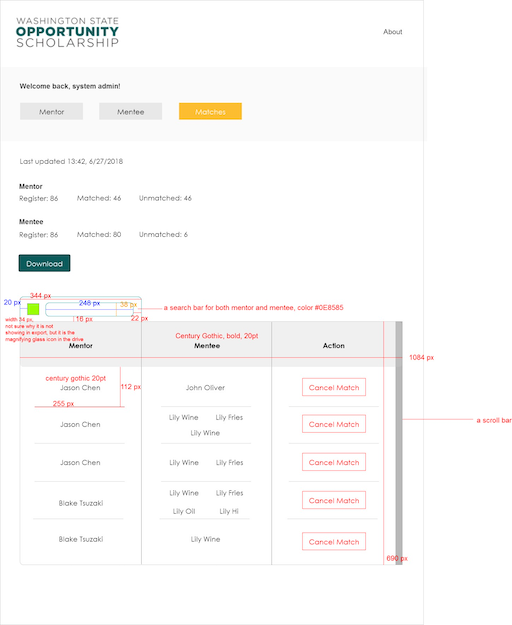 WASHINGTON STATE
OPPORTUNITY
SCHOLARSHIP
About
Welcome back, system admin!
Mentor
Mentee
Matches
Last updated 13:42, 6/27/2018
Mentor
Register: 86
Matched: 46
Unmatched: 46
Mentee
Register: 86
Matched: 80
Unmatched: 6
Download
344 px
20 px
248 px
38 px
a search bar for both mentor and mentee, color #0E8585
18 px
22 px
width 34 px,
not sure why it is not
showing in export, but it is the
magnifying glass icon in the drive
Century Gothic, bold, 20pt
Mentor
Mentee
Action
1084 px
century gothic 20pt
Jason Chen
112 px
John Oliver
Cancel Match
255 px
Jason Chen
Lily Wine
Lily Fries
Lily Wine
Cancel Match
a scroll bar
Jason Chen
Lily Wine
Lily Fries
Cancel Match
Blake Tsuzaki
Lily Wine
Lily Fries
Lily Oli
Lily Hi
Cancel Match
Blake Tsuzaki
Lily Wine
Cancel Match
690 px